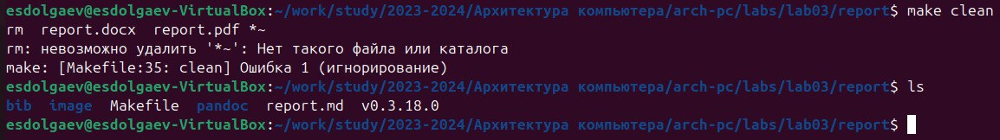 esdolgaev@esdolgaev-VirtualBox:~/work/study/2023-2024/Архитектура компьютера/arch-pc/labs/lab03/report$ make clean
rm  report.docx  report.pdf *~
rm: невозможно удалить '*~': Нет такого файла или каталога
make: [Makefile:35: clean] Ошибка 1 (игнорирование)
esdolgaev@esdolgaev-VirtualBox:~/work/study/2023-2024/Архитектура компьютера/arch-pc/labs/lab03/report$ ls
bib  image  Makefile  pandoc  report.md  v0.3.18.0
esdolgaev@esdolgaev-VirtualBox:~/work/study/2023-2024/Архитектура компьютера/arch-pc/labs/lab03/report$